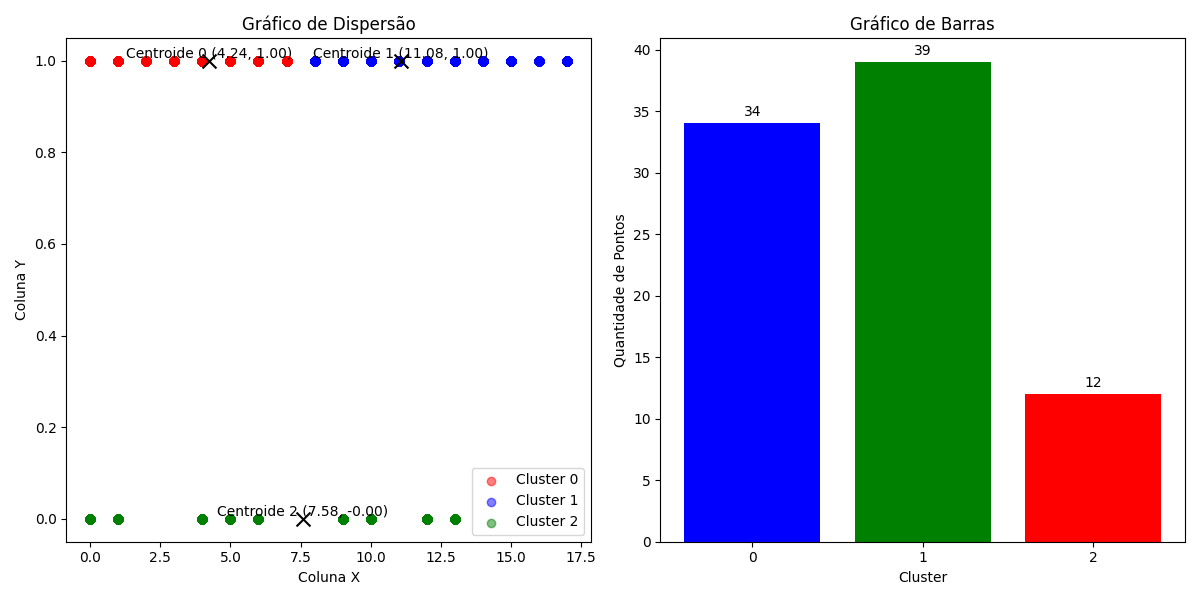 Gráfico de Dispersão
Centroide 0 (4.24, 1.00)
Centroide 1 (11.08, 1.00)
1.0
0.8
0.6
0.4
0.2
0.0
Coluna Y
Centroide 2 (7.58, -0.00)
Cluster 0
Cluster 1
Cluster 2
0.0 2.5 5.0 7.5 10.0 12.5 15.0 17.5
Coluna X
Gráfico de Barras
40
35
30
25
20
15
10
5
0
Quantidade de Pontos
34
39
12
0 1 2
Cluster